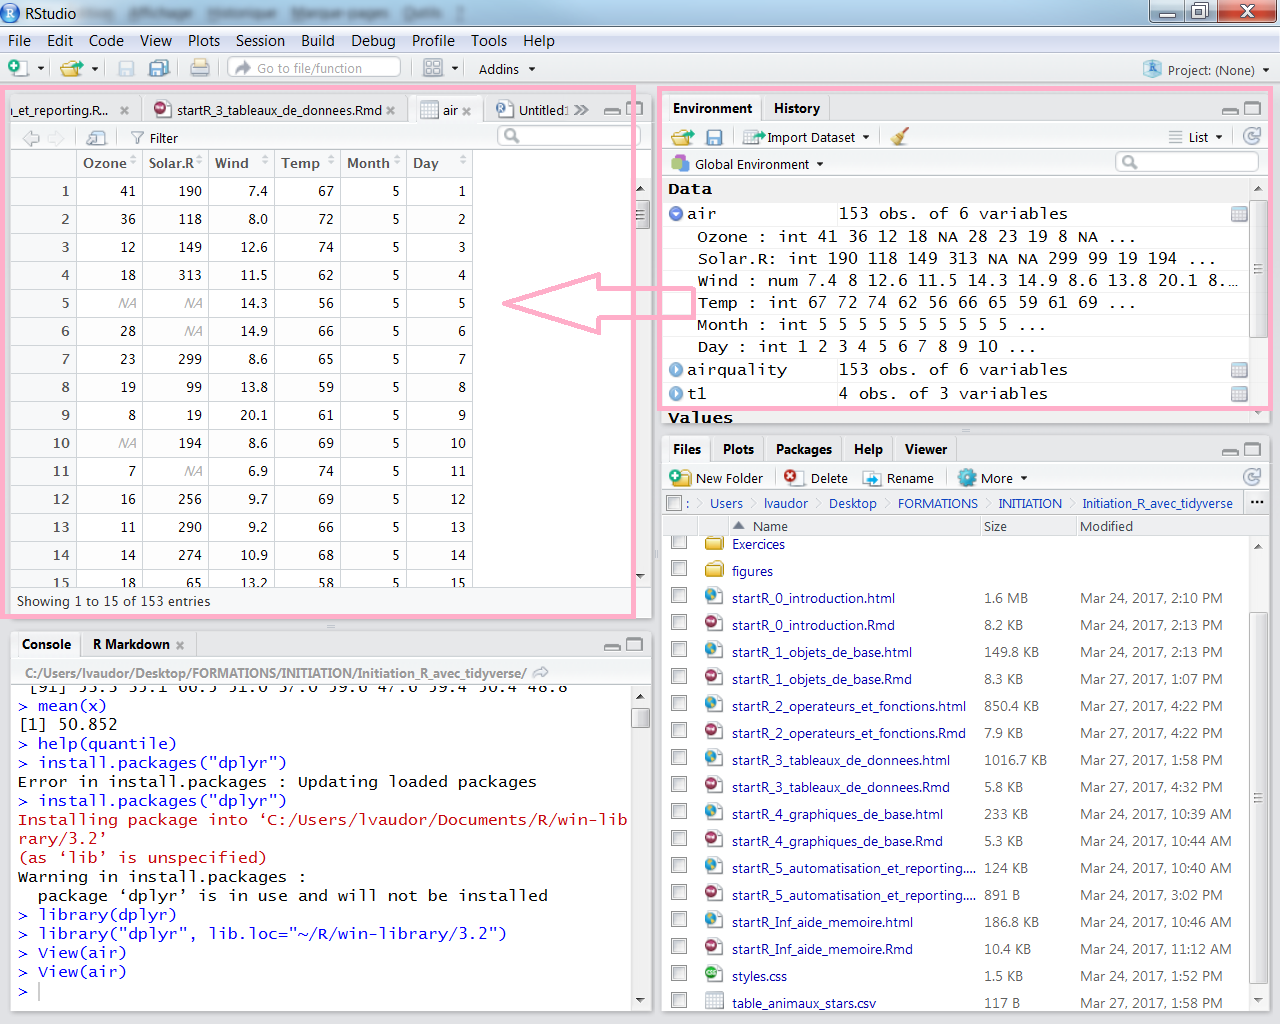 RStudio
File Edit Code View Plots Session Build Debug Profile Tools Help
Go to file/function
Addins
Project: (None)
_et_reporting.R... startR_3_tableaux_de_donnees.Rmd air Untitled1
Filter
Ozone Solar.R Wind Temp Month Day
1 41 190 7.4 67 5 1
2 36 118 8.0 72 5 2
3 12 149 12.6 74 5 3
4 18 313 11.5 62 5 4
5 NA NA 14.3 56 5 5
6 28 NA 14.9 66 5 6
7 23 299 8.6 65 5 7
8 19 99 13.8 59 5 8
9 8 19 20.1 61 5 9
10 NA 194 8.6 69 5 10
11 7 NA 6.9 74 5 11
12 16 256 9.7 69 5 12
13 11 290 9.2 66 5 13
14 14 274 10.9 68 5 14
15 18 65 13.2 58 5 15
Showing 1 to 15 of 153 entries
Environment History
Import Dataset
List
Global Environment
Data
air 153 obs. of 6 variables
Ozone : int 41 36 12 18 NA 28 23 19 8 NA ...
Solar.R: int 190 118 149 313 NA NA 299 99 19 194 ...
Wind : num 7.4 8 12.6 11.5 14.3 14.9 8.6 13.8 20.1 8....
Temp : int 67 72 74 62 56 66 65 59 61 69 ...
Month : int 5 5 5 5 5 5 5 5 5 5 ...
Day : int 1 2 3 4 5 6 7 8 9 10 ...
airquality 153 obs. of 6 variables
t1 4 obs. of 3 variables
Values
Console R Markdown
C:/Users/lvaudor/Desktop/FORMATIONS/INITIATION/Initiation_R_avec_tidyverse/
[91] 53.5 55.1 66.5 51.0 57.0 59.6 47.6 59.4 50.4 48.8
> mean(x)
[1] 50.852
> help(quantile)
> install.packages("dplyr")
Error in install.packages : Updating loaded packages
> install.packages("dplyr")
Installing package into ‘C:/Users/lvaudor/Documents/R/win-lib
rary/3.2’
(as ‘lib’ is unspecified)
Warning in install.packages :
package ‘dplyr’ is in use and will not be installed
> library(dplyr)
> library("dplyr", lib.loc="~/R/win-library/3.2")
> View(air)
> View(air)
>
Files Plots Packages Help Viewer
New Folder Delete Rename More
: Users lvaudor Desktop FORMATIONS INITIATION Initiation_R_avec_tidyverse ...
Name Size Modified
Exercices
figures
startR_0_introduction.html 1.6 MB Mar 24, 2017, 2:10 PM
startR_0_introduction.Rmd 8.2 KB Mar 24, 2017, 2:13 PM
startR_1_objets_de_base.html 149.8 KB Mar 24, 2017, 2:13 PM
startR_1_objets_de_base.Rmd 8.3 KB Mar 27, 2017, 1:07 PM
startR_2_operateurs_et_fonctions.html 850.4 KB Mar 27, 2017, 4:22 PM
startR_2_operateurs_et_fonctions.Rmd 7.9 KB Mar 27, 2017, 4:22 PM
startR_3_tableaux_de_donnees.html 1016.7 KB Mar 27, 2017, 1:58 PM
startR_3_tableaux_de_donnees.Rmd 5.8 KB Mar 27, 2017, 4:32 PM
startR_4_graphiques_de_base.html 233 KB Mar 24, 2017, 10:39 AM
startR_4_graphiques_de_base.Rmd 5.3 KB Mar 24, 2017, 10:44 AM
startR_5_automatisation_et_reporting.... 124 KB Mar 24, 2017, 10:40 AM
startR_5_automatisation_et_reporting.... 891 B Mar 24, 2017, 3:02 PM
startR_Inf_aide_memoire.html 186.8 KB Mar 24, 2017, 10:46 AM
startR_Inf_aide_memoire.Rmd 10.4 KB Mar 24, 2017, 11:12 AM
styles.css 1.5 KB Mar 24, 2017, 1:52 PM
table_animaux_stars.csv 117 B Mar 27, 2017, 1:58 PM